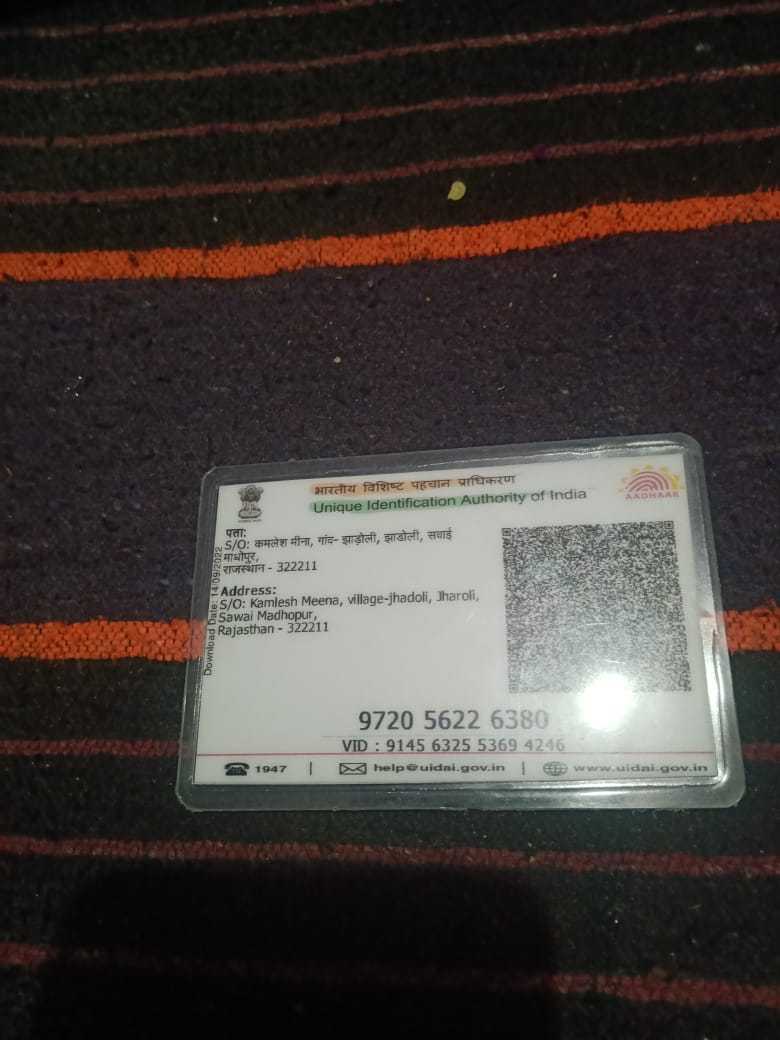 भारतीय विशिष्ट पहचान प्राधिकरण
Unique Identification Authority of India
AADHAAR
पता:
S/O: कमलेश मीना, गांव- झाड़ोली, झाडोली, सवाई
माधोपुर,
राजस्थान - 322211
Address:
S/O: Kamlesh Meena, village-jhadoli, Jharoli,
Sawai Madhopur,
Rajasthan - 322211
Download Date: 14/09/2022
9720 5622 6380
VID : 9145 6325 5369 4246
1947 | help@uidai.gov.in | www.uidai.gov.in